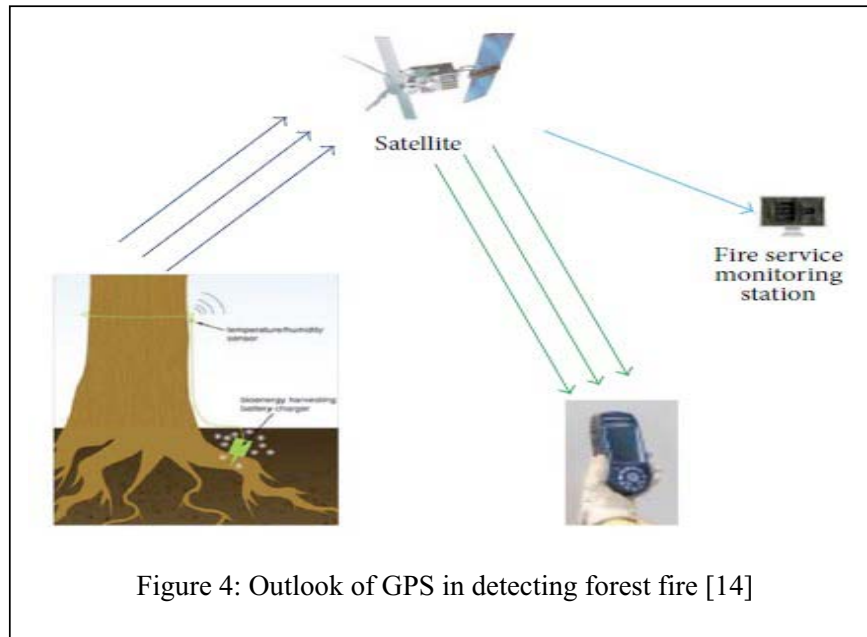 Satellite
Fire service
monitoring
station
temperature/humidity
sensor
bioenergy harvesting
battery charger
Figure 4: Outlook of GPS in detecting forest fire [14]